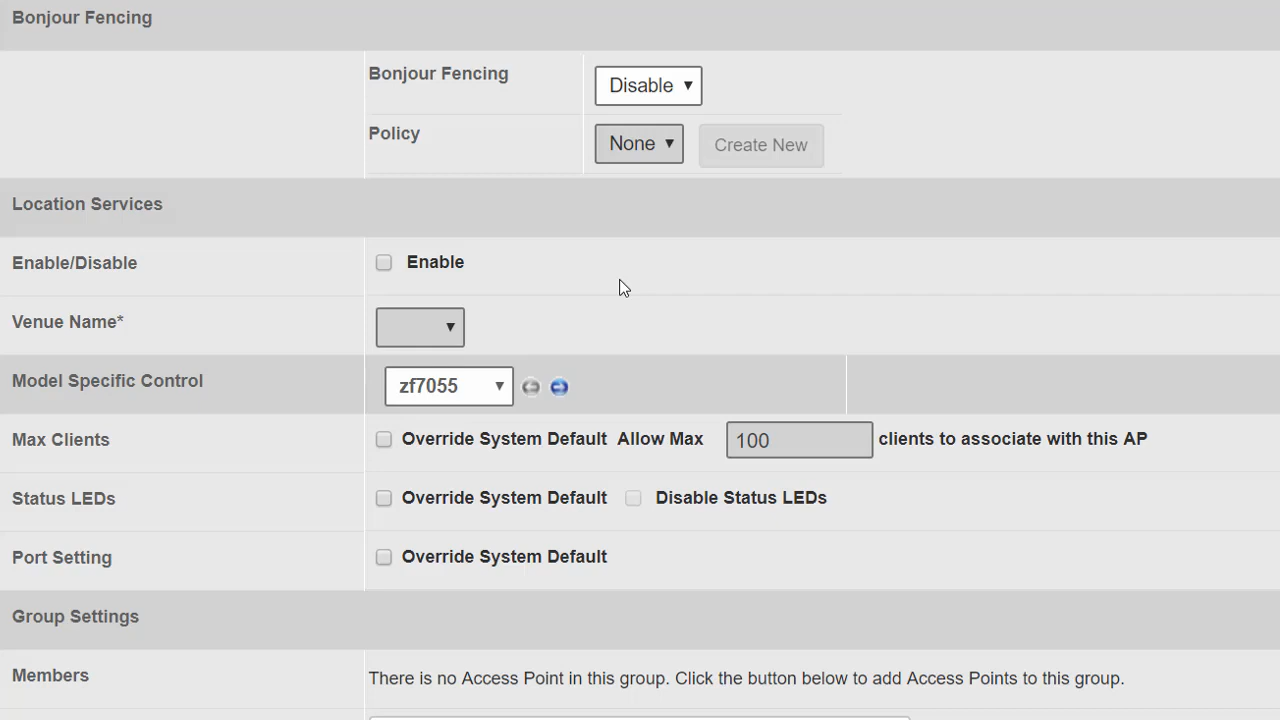 Bonjour Fencing
Bonjour Fencing Disable
Policy None Create New
Location Services
Enable/Disable Enable
Venue Name*
Model Specific Control zf7055
Max Clients Override System Default Allow Max 100 clients to associate with this AP
Status LEDs Override System Default Disable Status LEDs
Port Setting Override System Default
Group Settings
Members There is no Access Point in this group. Click the button below to add Access Points to this group.